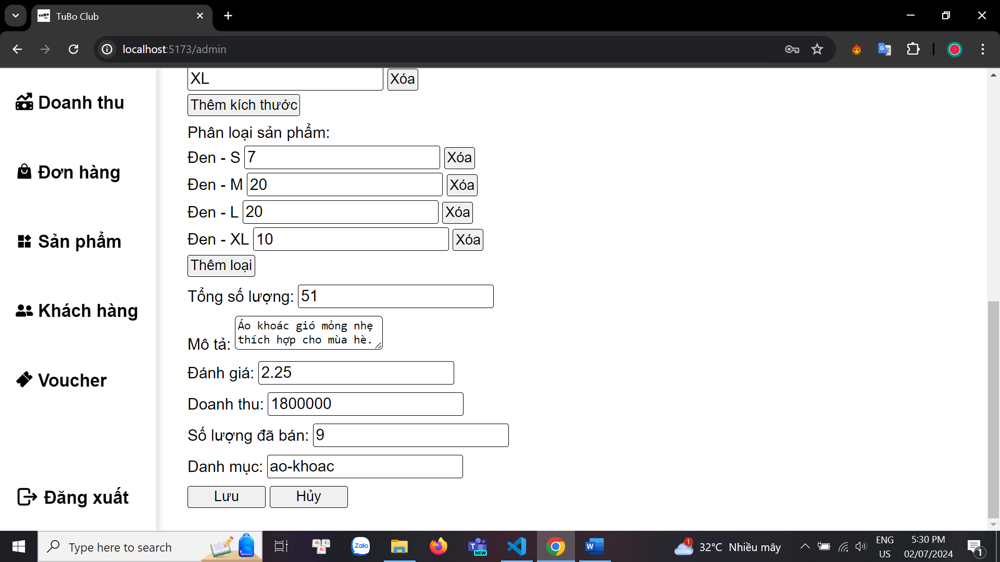 TuBo Club
localhost:5173/admin
Doanh thu
Đơn hàng
Sản phẩm
Khách hàng
Voucher
Đăng xuất
XL Xóa
Thêm kích thước
Phân loại sản phẩm:
Đen - S 7 Xóa
Đen - M 20 Xóa
Đen - L 20 Xóa
Đen - XL 10 Xóa
Thêm loại
Tổng số lượng: 51
Mô tả: Áo khoác gió mỏng nhẹ
thích hợp cho mùa hè.
Đánh giá: 2.25
Doanh thu: 1800000
Số lượng đã bán: 9
Danh mục: ao-khoac
Lưu Hủy
Type here to search
Zalo
NEW
1
32°C Nhiều mây
ENG
US
5:30 PM
02/07/2024
1